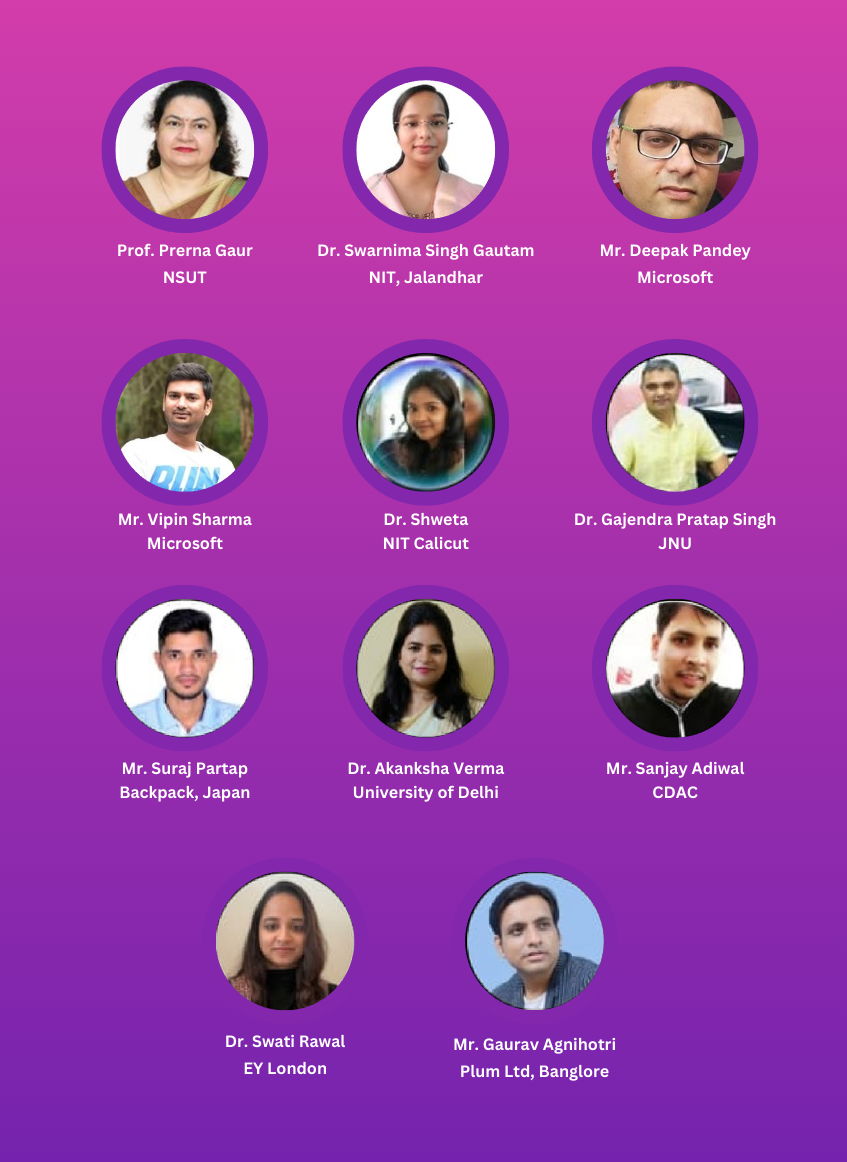 Prof. Prerna Gaur
NSUT
Dr. Swarnima Singh Gautam
NIT, Jalandhar
Mr. Deepak Pandey
Microsoft
Mr. Vipin Sharma
Microsoft
Dr. Shweta
NIT Calicut
Dr. Gajendra Pratap Singh
JNU
Mr. Suraj Partap
Backpack, Japan
Dr. Akanksha Verma
University of Delhi
Mr. Sanjay Adiwal
CDAC
Dr. Swati Rawal
EY London
Mr. Gaurav Agnihotri
Plum Ltd, Banglore